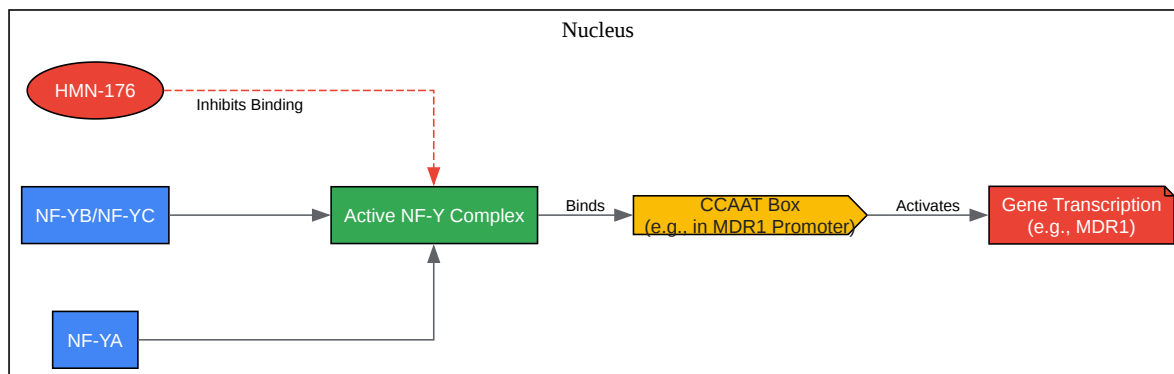 Nucleus
HMN-176
Inhibits Binding
NF-YB/NF-YC
Active NF-Y Complex
Binds
CCAAT Box
(e.g., in MDR1 Promoter)
Activates
Gene Transcription
(e.g., MDR1)
NF-YA